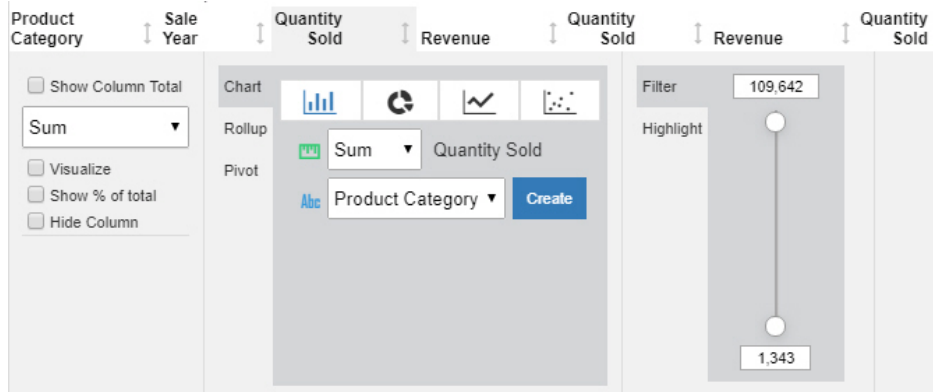 Product Category
Sale Year
Quantity Sold
Revenue
Quantity Sold
Revenue
Quantity Sold
Show Column Total
Sum
Visualize
Show % of total
Hide Column
Chart
Rollup
Pivot
Sum
Quantity Sold
Abc
Product Category
Create
Filter
Highlight
109,642
1,343